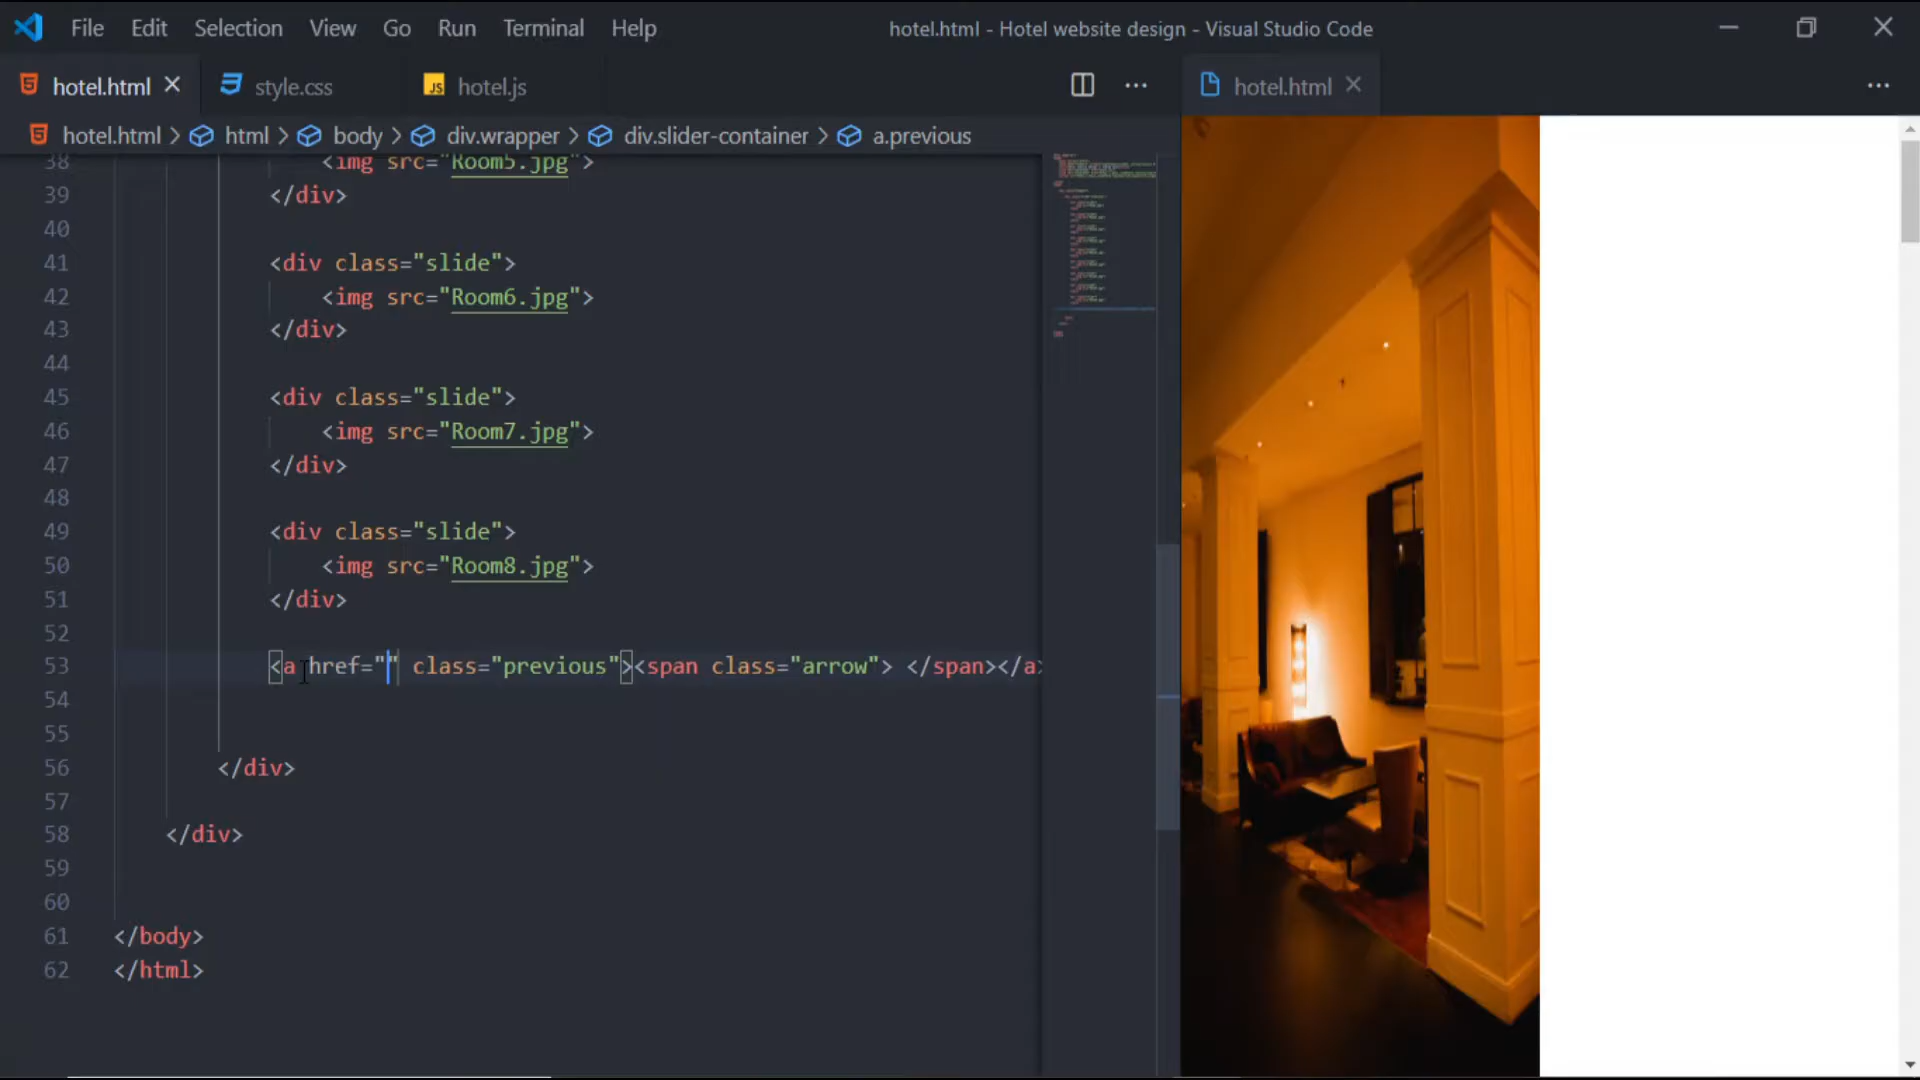 File Edit Selection View Go Run Terminal Help hotel.html - Hotel website design - Visual Studio Code
hotel.html style.css JS hotel.js hotel.html
hotel.html > html > body > div.wrapper > div.slider-container > a.previous
38 <img src="Room5.jpg">
39 </div>
40
41 <div class="slide">
42 <img src="Room6.jpg">
43 </div>
44
45 <div class="slide">
46 <img src="Room7.jpg">
47 </div>
48
49 <div class="slide">
50 <img src="Room8.jpg">
51 </div>
52
53 <a href="" class="previous"><span class="arrow"> </span></a>
54
55
56 </div>
57
58 </div>
59
60
61 </body>
62 </html>